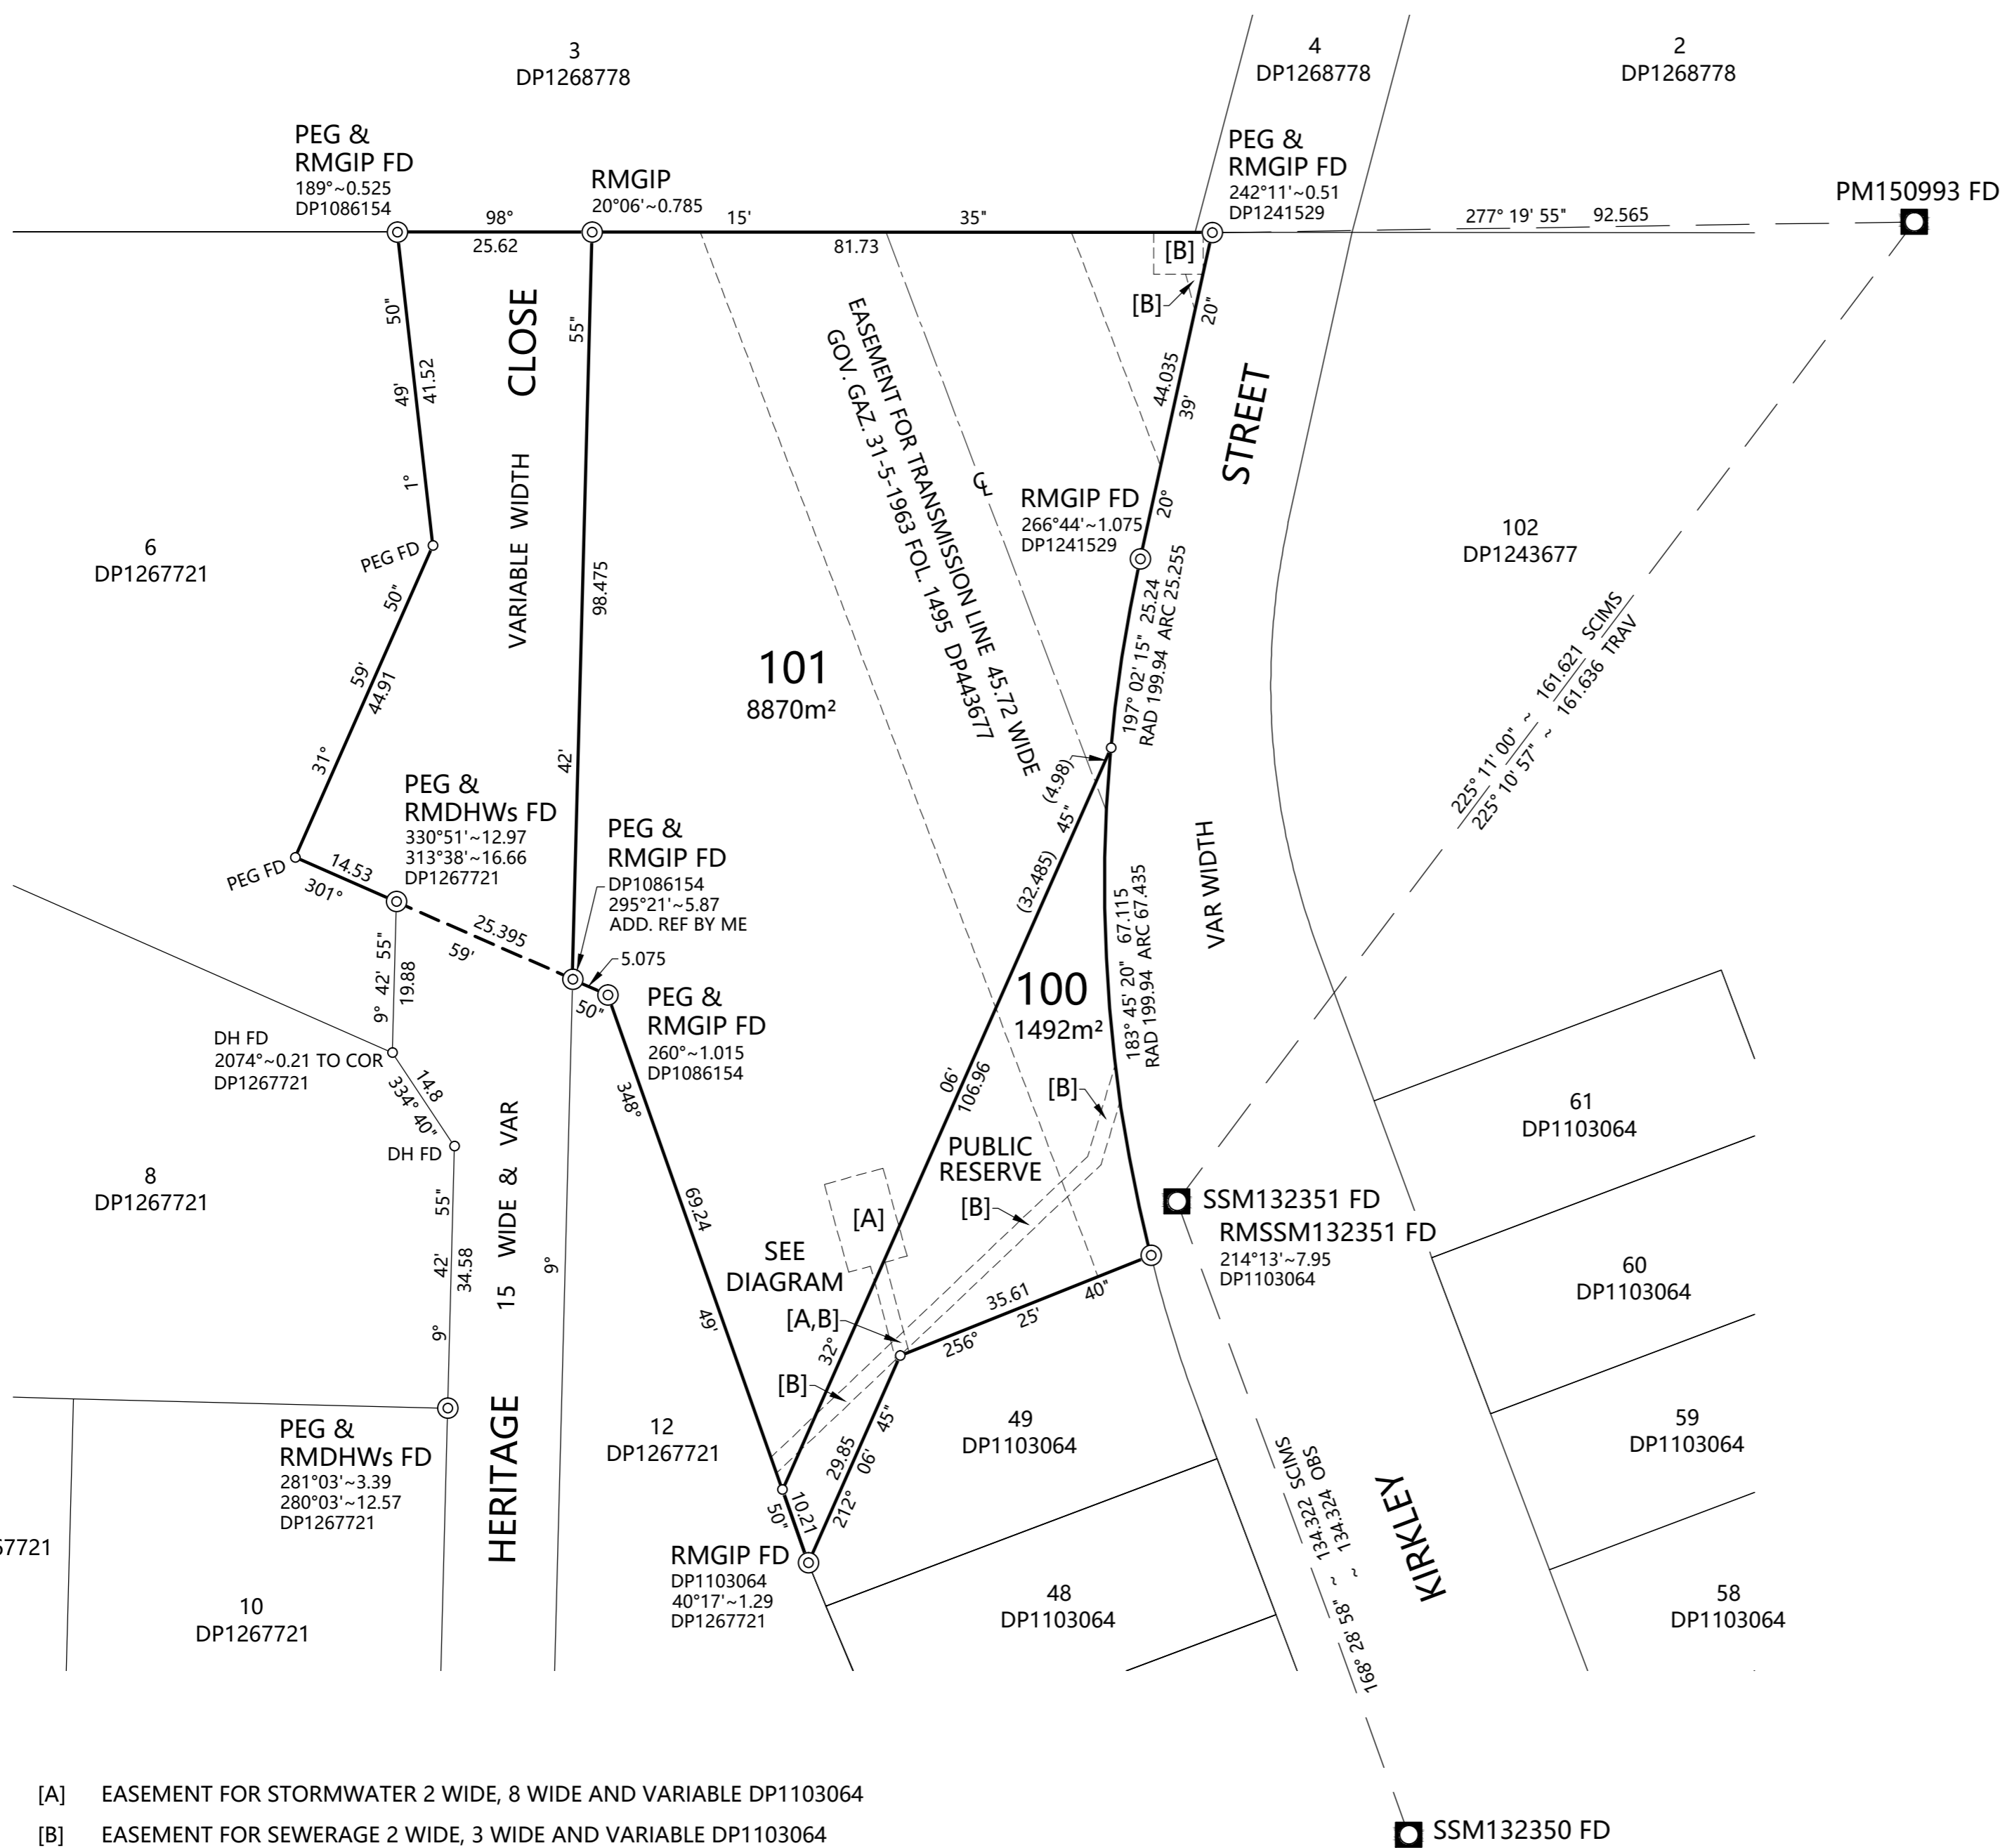 3
DP1268778
4
DP1268778
2
DP1268778
PEG &
RMGIP FD
189°~0.525
DP1086154
RMGIP
20°06'~0.785
PEG &
RMGIP FD
242°11'~0.51
DP1241529
PM150993 FD
98°
25.62
15'
35"
81.73
277° 19' 55" 92.565
[B]
[B]
50"
49'
41.52
7°
CLOSE
VARIABLE WIDTH
55"
42'
98.475
EASEMENT FOR TRANSMISSION LINE 45.72 WIDE
GOV. GAZ. 31-5-1963 FOL. 1495 DP443677
℄
20"
44.035
39'
20°
STREET
RMGIP FD
266°44'~1.075
DP1241529
6
DP1267721
PEG FD
50"
59'
44.91
31°
102
DP1243677
197° 02' 15" 25.24
RAD 199.94 ARC 25.255
225° 11' 00" ~ 161.621 SCIMS
225° 10' 57" ~ 161.636 TRAV
101
8870m²
(4.98)
45"
(32.485)
PEG &
RMDHWs FD
330°51'~12.97
313°38'~16.66
DP1267721
PEG FD
14.53
301°
25.395
59'
PEG &
RMGIP FD
DP1086154
295°21'~5.87
ADD. REF BY ME
5.075
50"
PEG &
RMGIP FD
260°~1.015
DP1086154
VAR WIDTH
183° 45' 20" 67.115
RAD 199.94 ARC 67.435
100
1492m²
9° 42' 55"
19.88
DH FD
2074°~0.21 TO COR
DP1267721
14.8
334° 40"
DH FD
348°
69.24
49'
06'
106.96
32°
[B]
PUBLIC
RESERVE
[B]
[A]
SEE
DIAGRAM
[A,B]
[B]
61
DP1103064
8
DP1267721
15 WIDE & VAR
55"
42'
34.58
9°
9°
SSM132351 FD
RMSSM132351 FD
214°13'~7.95
DP1103064
60
DP1103064
35.61
256°
25'
40"
HERITAGE
PEG &
RMDHWs FD
281°03'~3.39
280°03'~12.57
DP1267721
12
DP1267721
49
DP1103064
59
DP1103064
29.85
212°
06'
45"
10.21
50"
RMGIP FD
DP1103064
40°17'~1.29
DP1267721
168° 28' 58" ~ 134.322 SCIMS
~ 134.324 OBS
KIRKLEY
67721
10
DP1267721
48
DP1103064
58
DP1103064
[A] EASEMENT FOR STORMWATER 2 WIDE, 8 WIDE AND VARIABLE DP1103064
[B] EASEMENT FOR SEWERAGE 2 WIDE, 3 WIDE AND VARIABLE DP1103064
SSM132350 FD